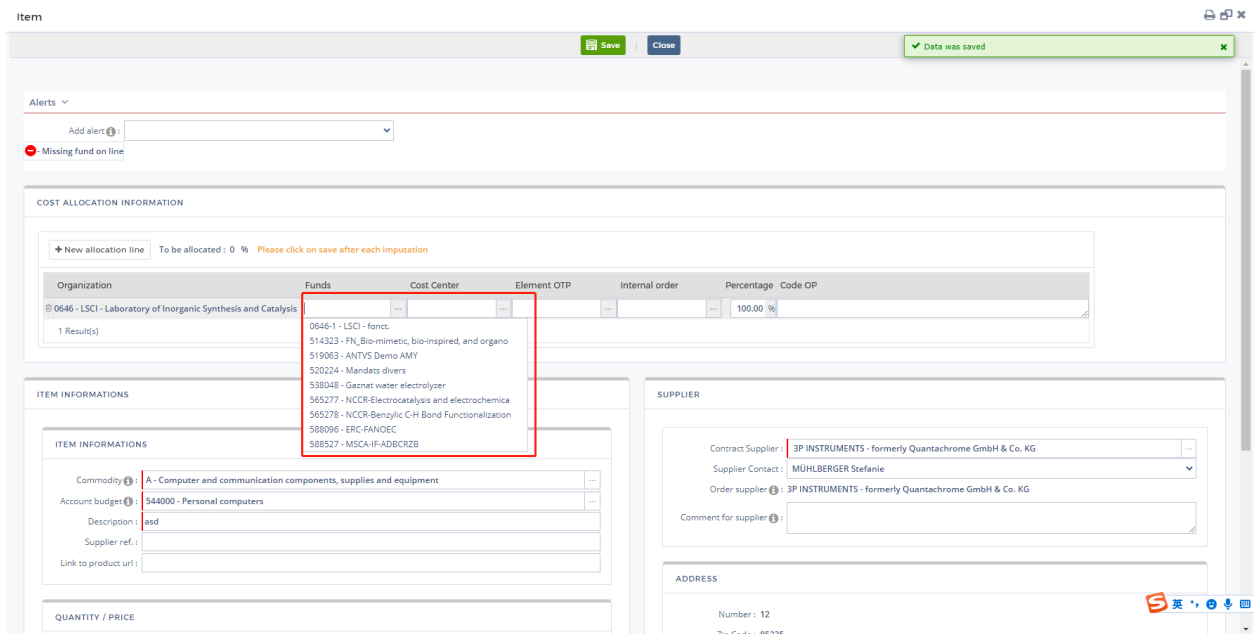 Item
Save
Close
Data was saved
Alerts
Add alert :
- Missing fund on line
COST ALLOCATION INFORMATION
New allocation line To be allocated : 0 % Please click on save after each imputation
Organization Funds Cost Center Element OTP Internal order Percentage Code OP
0646 - LSCI - Laboratory of Inorganic Synthesis and Catalysis ... ... ... ... 100.00 %
1 Result(s)
0646-1 - LSCI - fonct.
514323 - FN_Bio-mimetic, bio-inspired, and organo
519063 - ANTVS Demo AMY
520224 - Mandats divers
538048 - Gaznat water electrolyzer
565277 - NCCR-Electrocatalysis and electrochemica
565278 - NCCR-Benzylic C-H Bond Functionalization
588096 - ERC-FANOEC
588527 - MSCA-IF-ADBCRZB
ITEM INFORMATIONS
ITEM INFORMATIONS
Commodity : A - Computer and communication components, supplies and equipment ...
Account budget : 544000 - Personal computers ...
Description : asd
Supplier ref. :
Link to product url :
QUANTITY / PRICE
SUPPLIER
Contract Supplier : 3P INSTRUMENTS - formerly Quantachrome GmbH & Co. KG ...
Supplier Contact : MÜHLBERGER Stefanie
Order supplier : 3P INSTRUMENTS - formerly Quantachrome GmbH & Co. KG
Comment for supplier :
ADDRESS
Number : 12
Zip Code : 85235
英